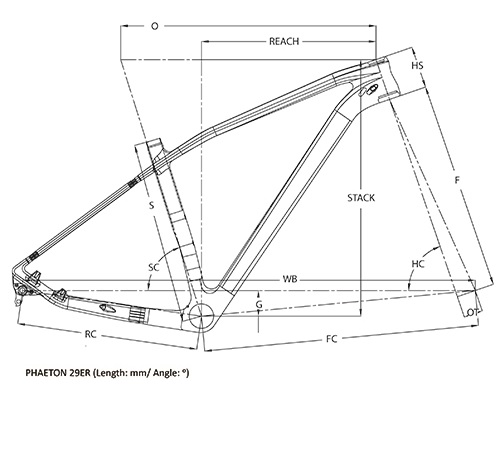 O
REACH
HS
F
STACK
S
SC
WB
HC
G
OT
RC
FC
PHAETON 29ER (Length: mm/ Angle: º)